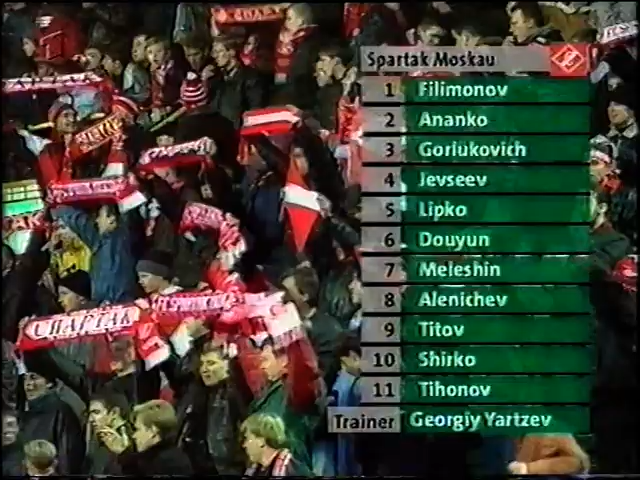 Spartak Moskau
1 Filimonov
2 Ananko
3 Goriukovich
4 Jevseev
5 Lipko
6 Douyun
7 Meleshin
8 Alenichev
9 Titov
10 Shirko
11 Tihonov
Trainer Georgiy Yartzev
СПАРТАК